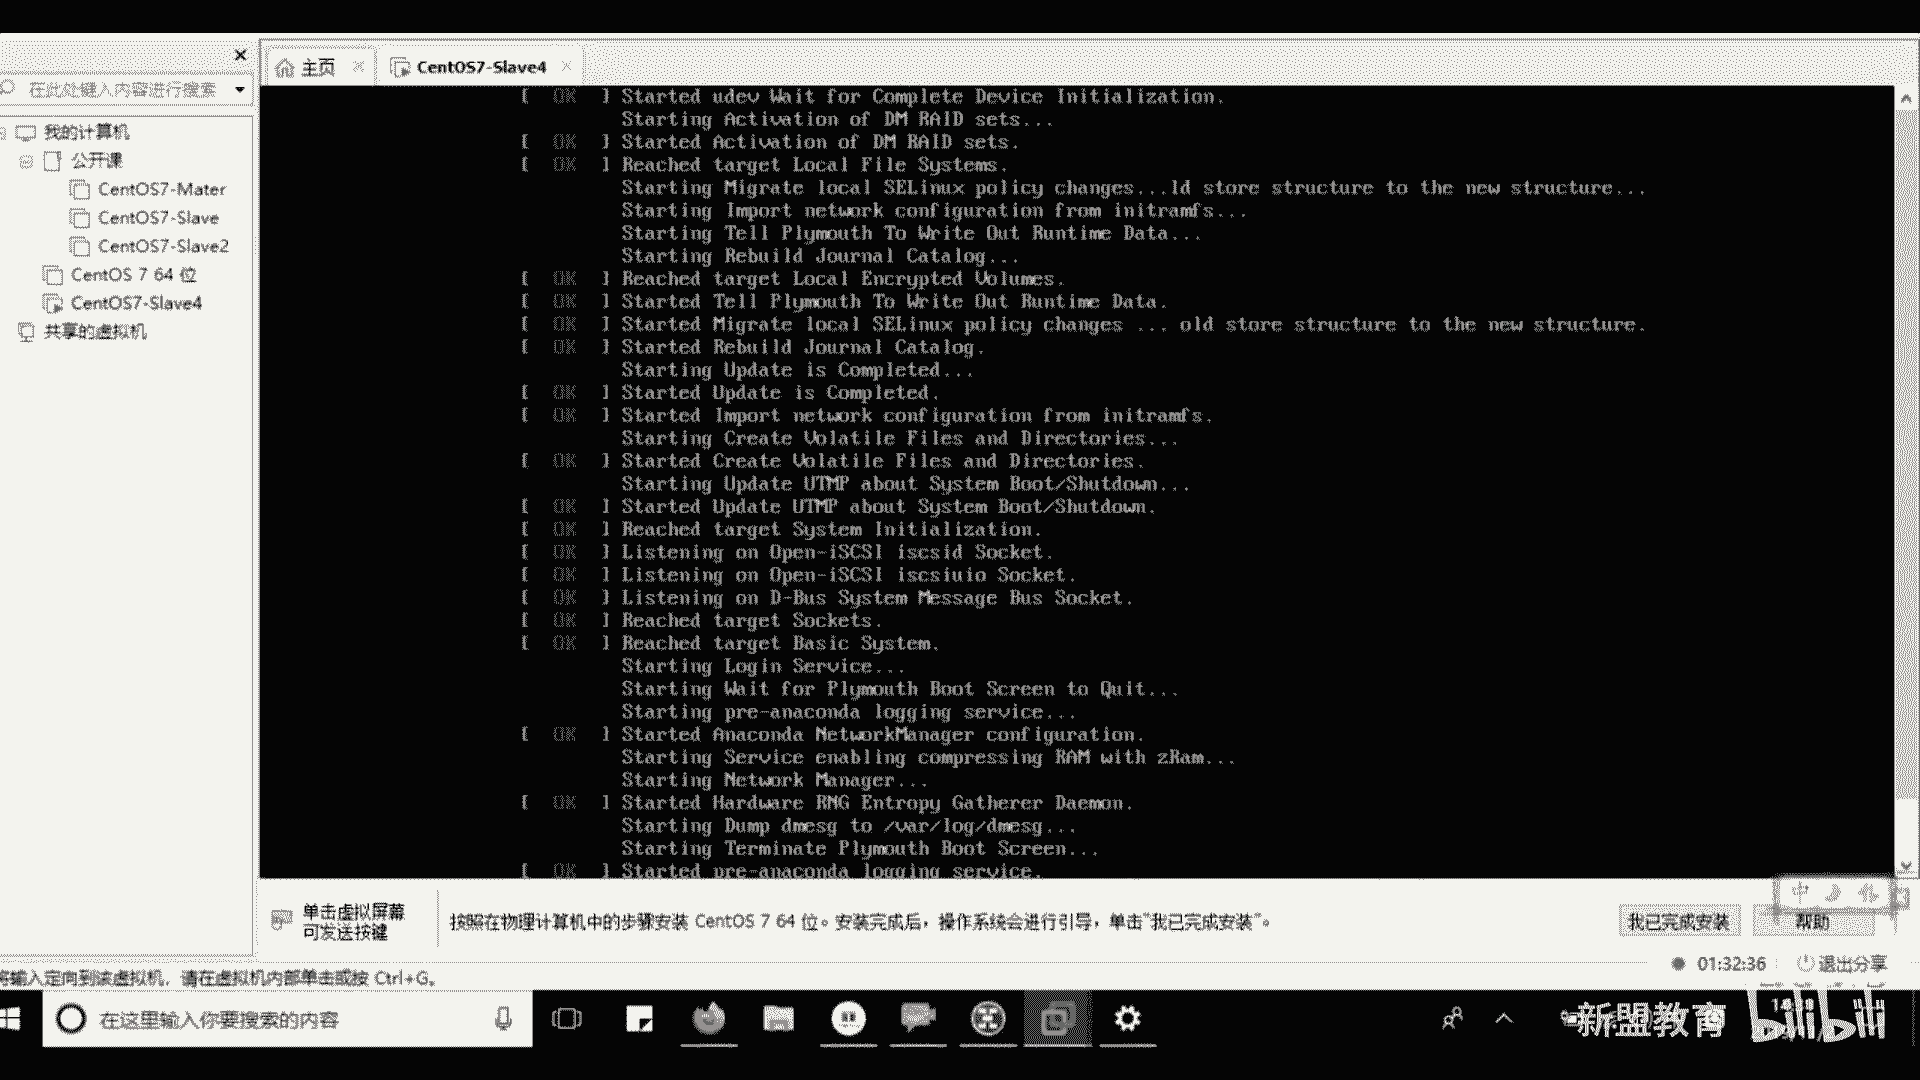 主页
CentOS7-Slave4
在此处键入内容进行搜索
我的计算机
公开课
CentOS7-Mater
CentOS7-Slave
CentOS7-Slave2
CentOS 7 64 位
CentOS7-Slave4
共享的虚拟机
[ OK ] Started udev Wait for Complete Device Initialization.
Starting Activation of DM RAID sets...
[ OK ] Started Activation of DM RAID sets.
[ OK ] Reached target Local File Systems.
Starting Migrate local SELinux policy changes...ld store structure to the new structure...
Starting Import network configuration from initramfs...
Starting Tell Plymouth To Write Out Runtime Data...
Starting Rebuild Journal Catalog...
[ OK ] Reached target Local Encrypted Volumes.
[ OK ] Started Tell Plymouth To Write Out Runtime Data.
[ OK ] Started Migrate local SELinux policy changes ... old store structure to the new structure.
[ OK ] Started Rebuild Journal Catalog.
Starting Update is Completed...
[ OK ] Started Update is Completed.
[ OK ] Started Import network configuration from initramfs.
Starting Create Volatile Files and Directories...
[ OK ] Started Create Volatile Files and Directories.
Starting Update UTMP about System Boot/Shutdown...
[ OK ] Started Update UTMP about System Boot/Shutdown.
[ OK ] Reached target System Initialization.
[ OK ] Listening on Open-iSCSI iscsid Socket.
[ OK ] Listening on Open-iSCSI iscsiuio Socket.
[ OK ] Listening on D-Bus System Message Bus Socket.
[ OK ] Reached target Sockets.
[ OK ] Reached target Basic System.
Starting Login Service...
Starting Wait for Plymouth Boot Screen to Quit...
Starting pre-anaconda logging service...
[ OK ] Started Anaconda NetworkManager configuration.
Starting Service enabling compressing RAM with zRam...
Starting Network Manager...
[ OK ] Started Hardware RNG Entropy Gatherer Daemon.
Starting Dump dmesg to /var/log/dmesg...
Starting Terminate Plymouth Boot Screen...
[ OK ] Started pre-anaconda logging service.
单击虚拟屏幕
可发送按键
按照在物理计算机中的步骤安装 CentOS 7 64 位。安装完成后，操作系统会进行引导，单击"我已完成安装"。
我已完成安装
帮助
中
01:32:36
退出分享
将输入定向到该虚拟机，请在虚拟机内部单击或按 Ctrl+G。
在这里输入你要搜索的内容
新盟教育
bilibili